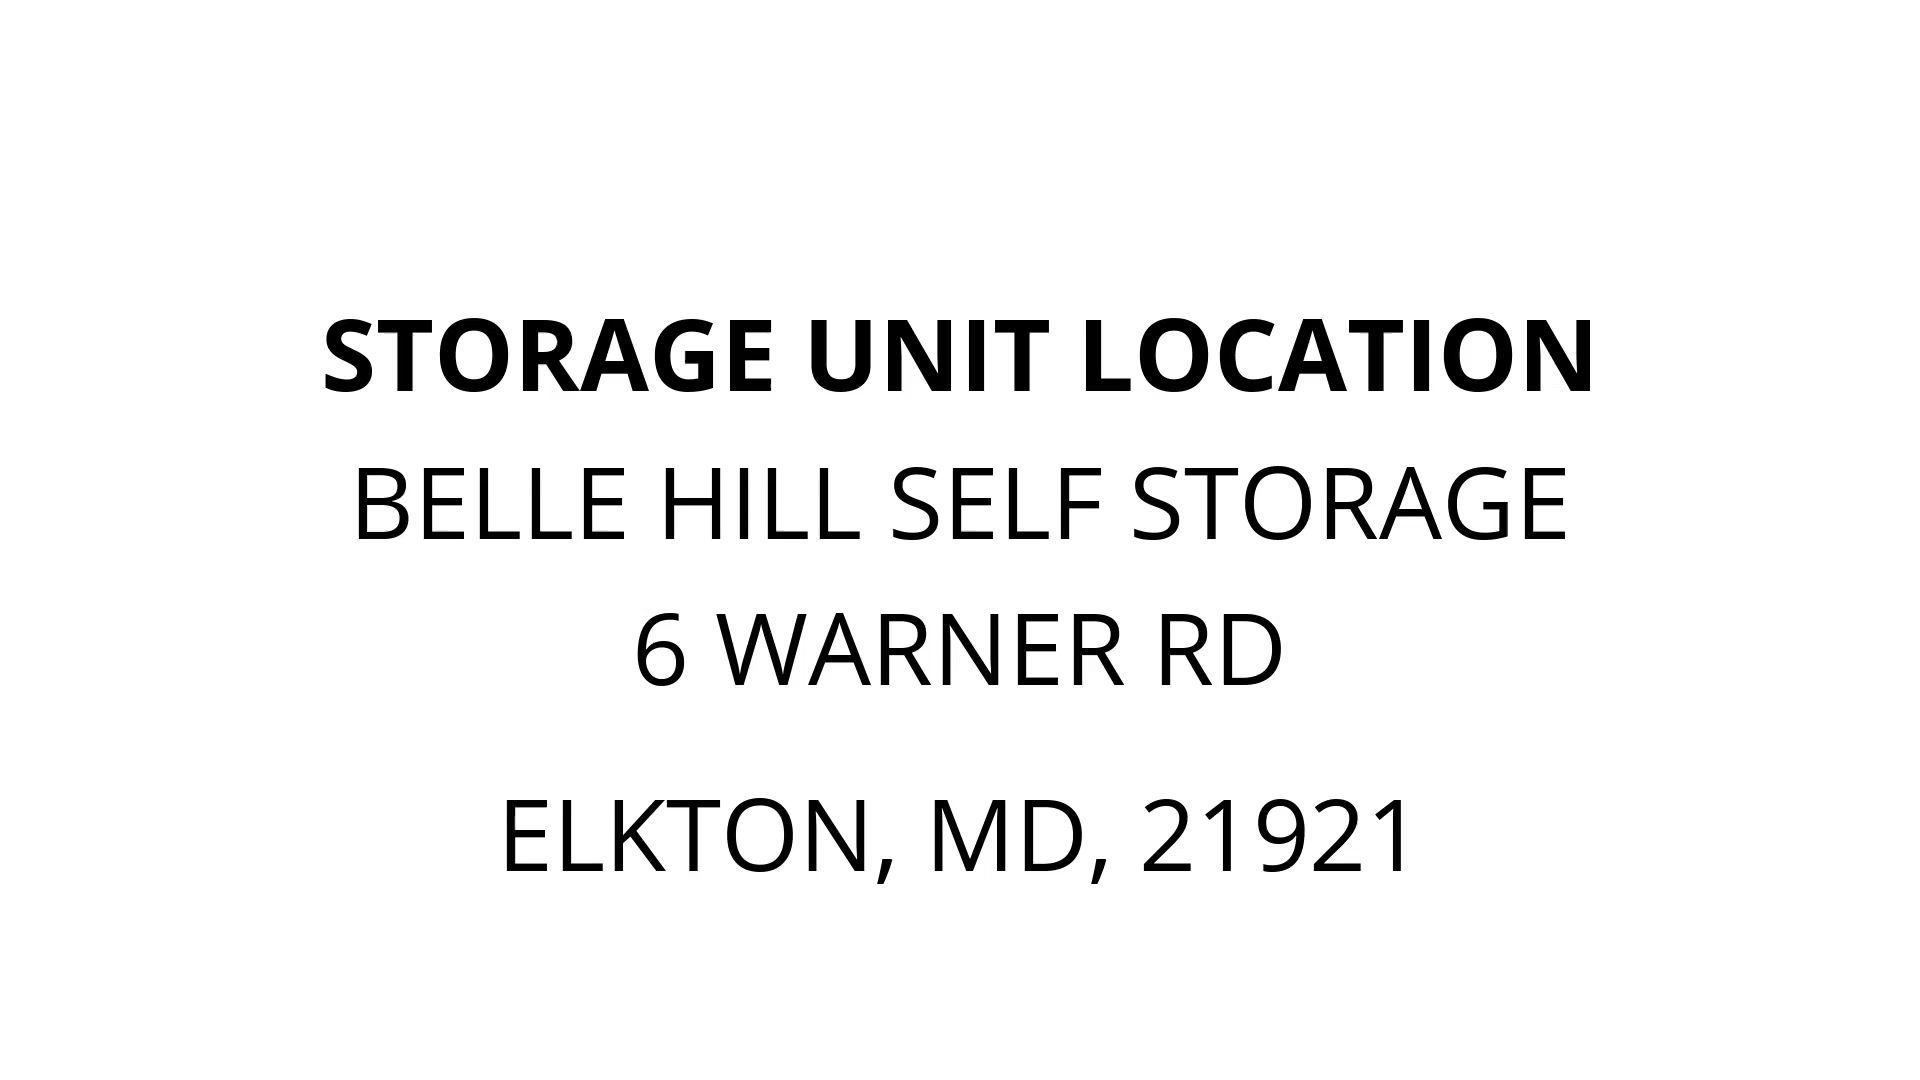 STORAGE UNIT LOCATION
BELLE HILL SELF STORAGE
6 WARNER RD
ELKTON, MD, 21921